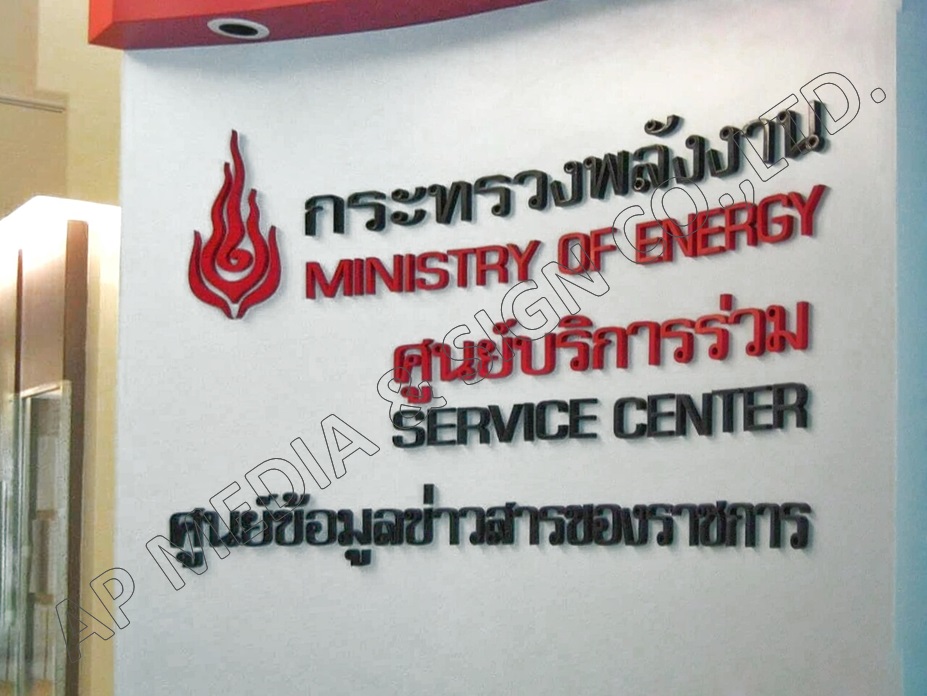 กระทรวงพลังงาน
MINISTRY OF ENERGY
ศูนย์บริการร่วม
SERVICE CENTER
ศูนย์ข้อมูลข่าวสารของราชการ
AP MEDIA & SIGN CO.,LTD.